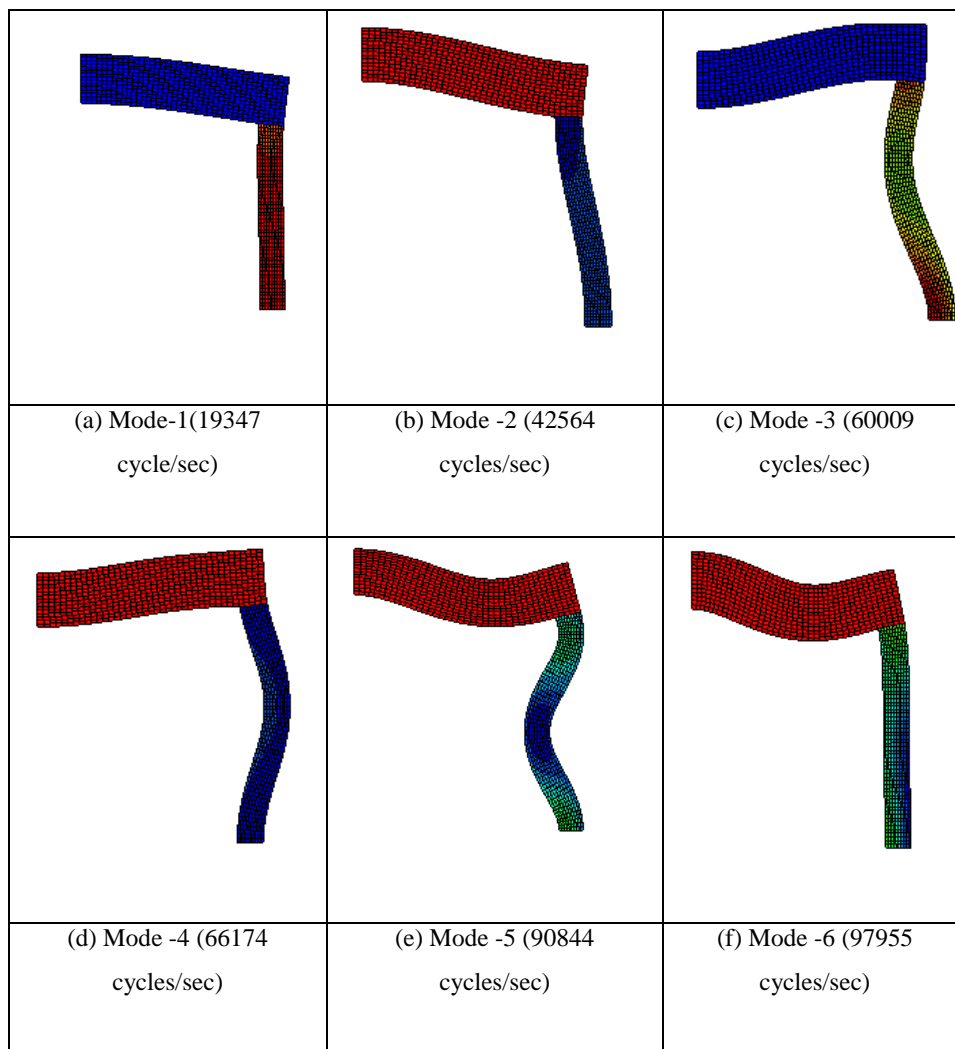 (a) Mode-1(19347
cycle/sec)
(b) Mode -2 (42564
cycles/sec)
(c) Mode -3 (60009
cycles/sec)
(d) Mode -4 (66174
cycles/sec)
(e) Mode -5 (90844
cycles/sec)
(f) Mode -6 (97955
cycles/sec)